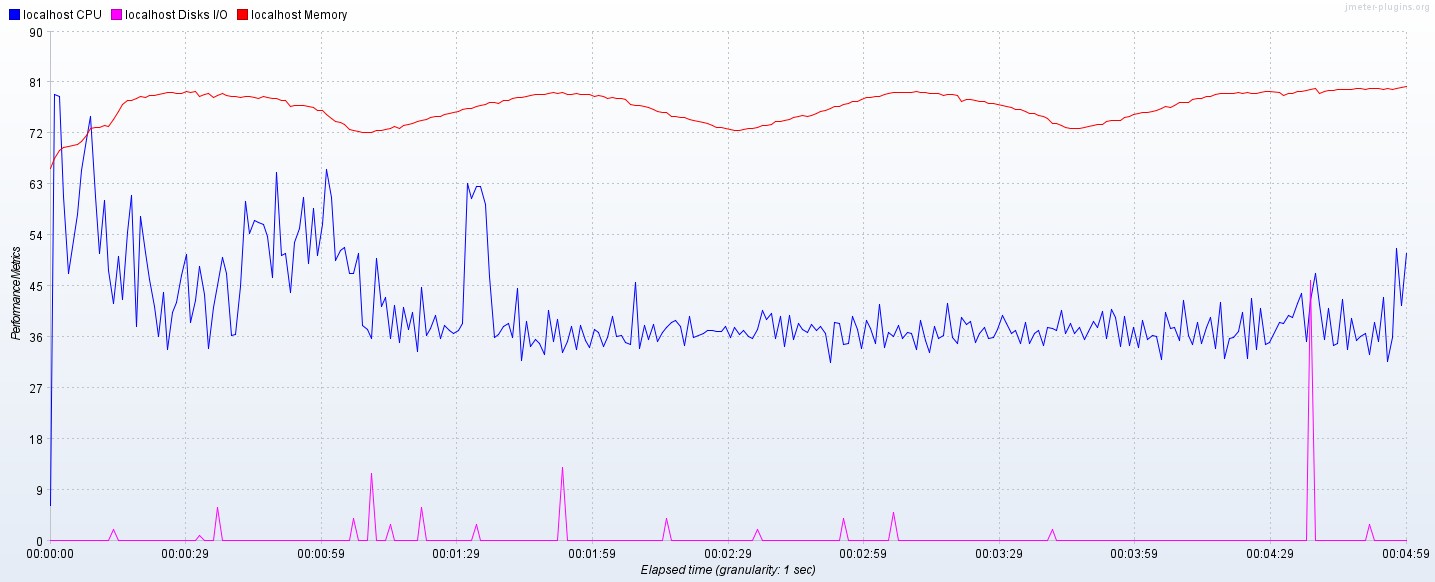 jmeter-plugins.org
localhost CPU localhost Disks I/O localhost Memory
90
81
72
63
54
45
36
27
18
9
0
Performance Metrics
00:00:00 00:00:29 00:00:59 00:01:29 00:01:59 00:02:29 00:02:59 00:03:29 00:03:59 00:04:29 00:04:59
Elapsed time (granularity: 1 sec)